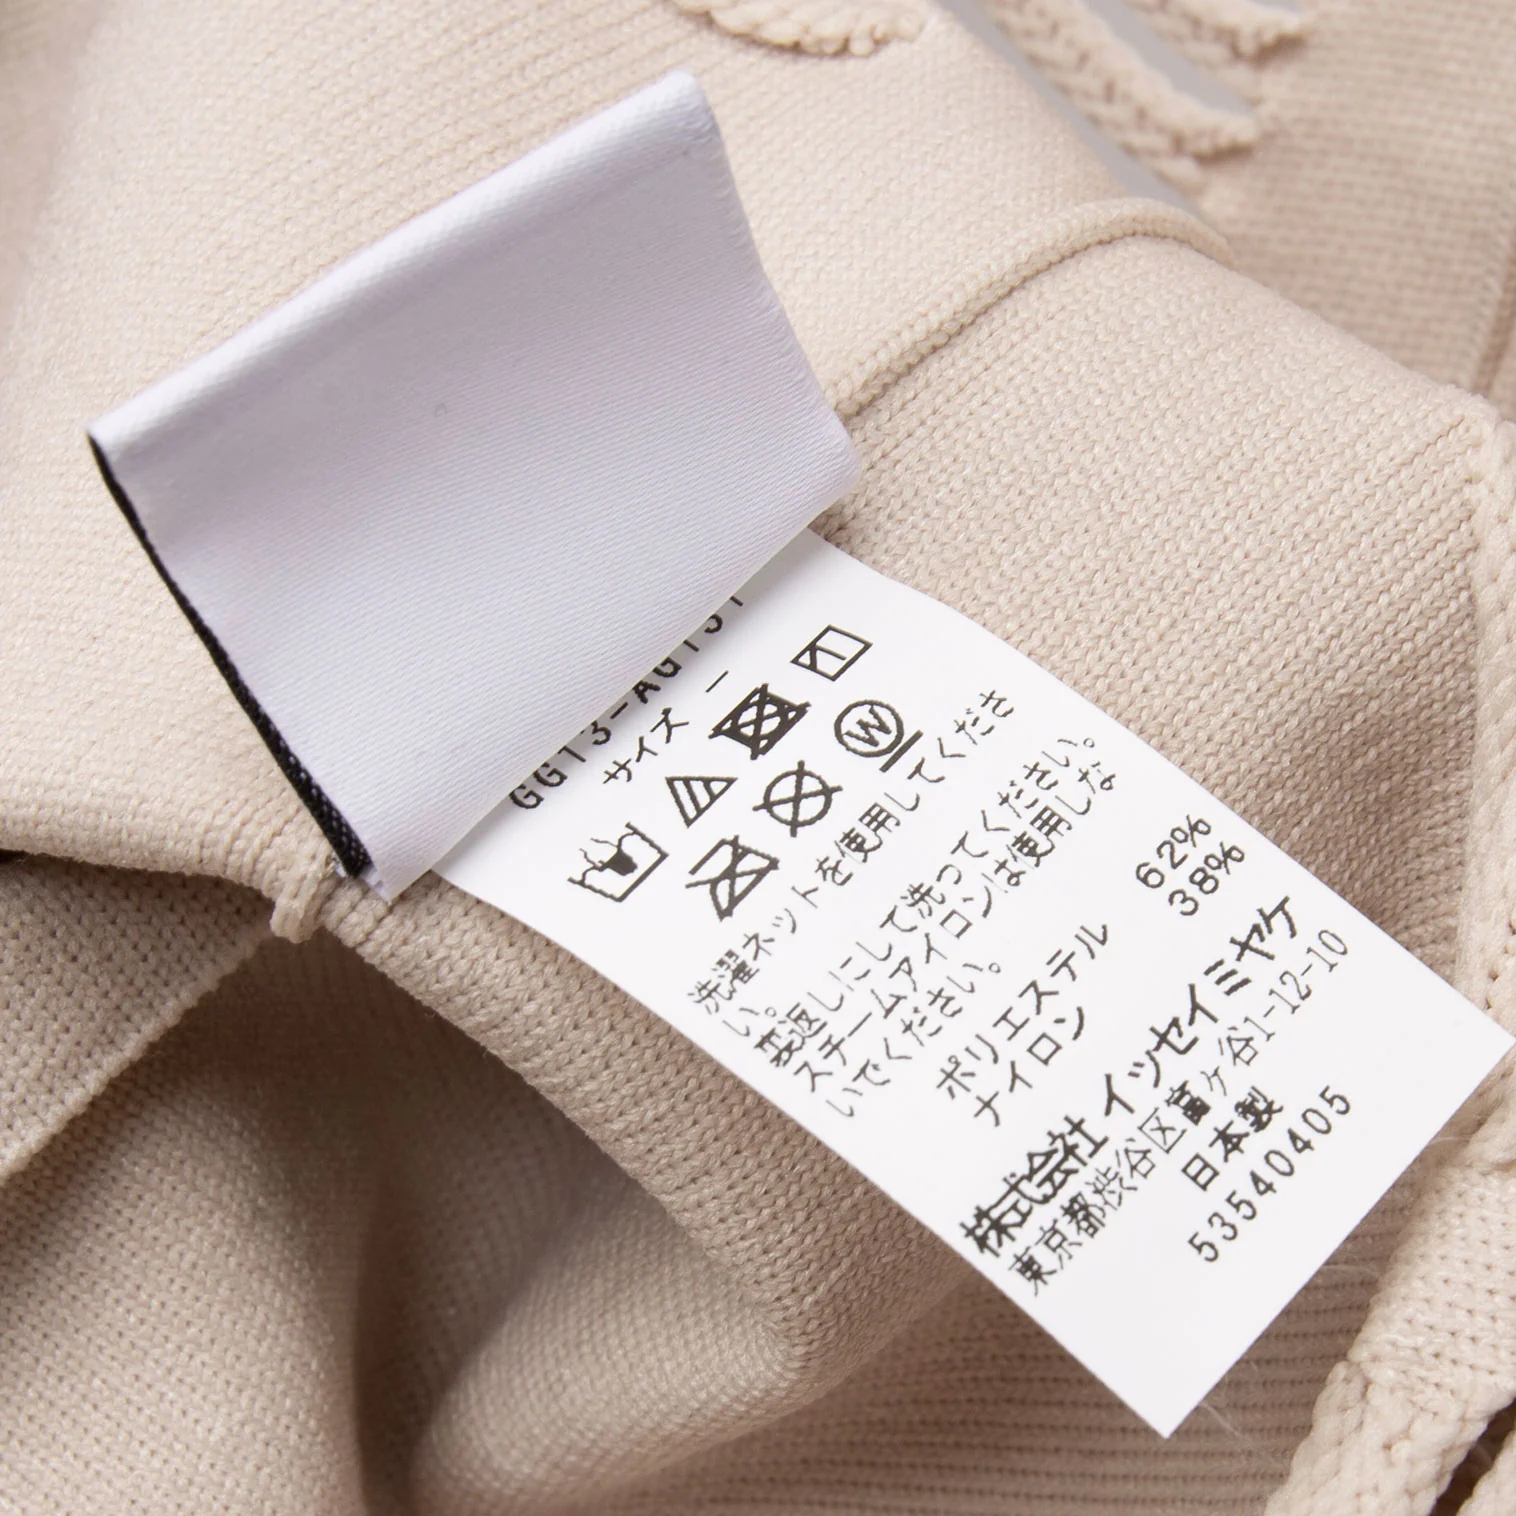 GG13-AG151
サイズ －
W
洗濯ネットを使用してくださ
い。
裏返しにして洗ってください。
スチームアイロンは使用しな
いでください。
ポリエステル 62%
ナイロン 38%
株式会社 イッセイミヤケ
東京都渋谷区富ヶ谷1-12-10
日本製
53540405